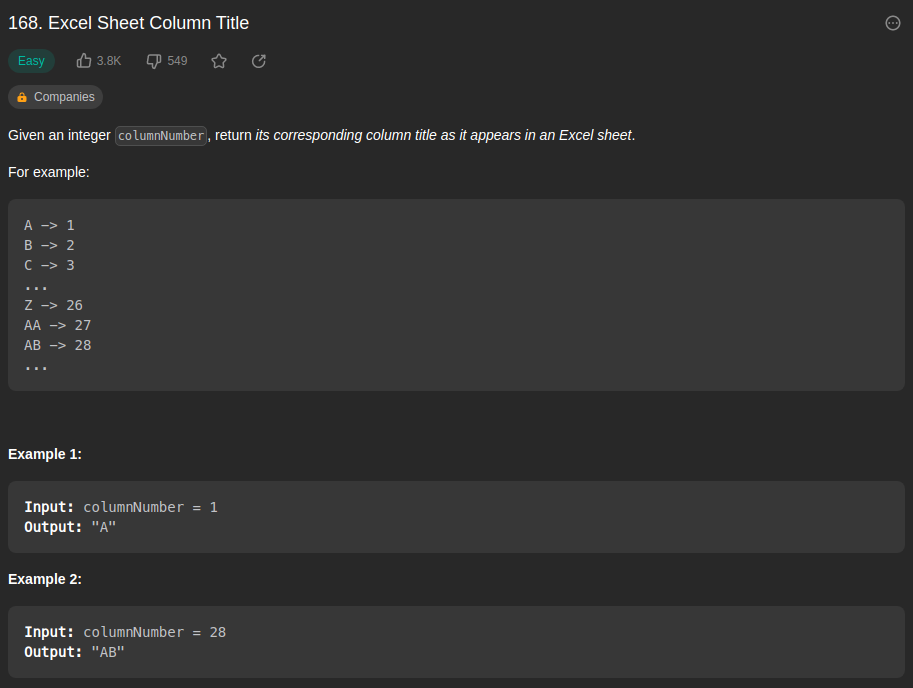 168. Excel Sheet Column Title
Easy 3.8K 549
Companies
Given an integer columnNumber, return its corresponding column title as it appears in an Excel sheet.
For example:
A -> 1
B -> 2
C -> 3
...
Z -> 26
AA -> 27
AB -> 28
...
Example 1:
Input: columnNumber = 1
Output: "A"
Example 2:
Input: columnNumber = 28
Output: "AB"